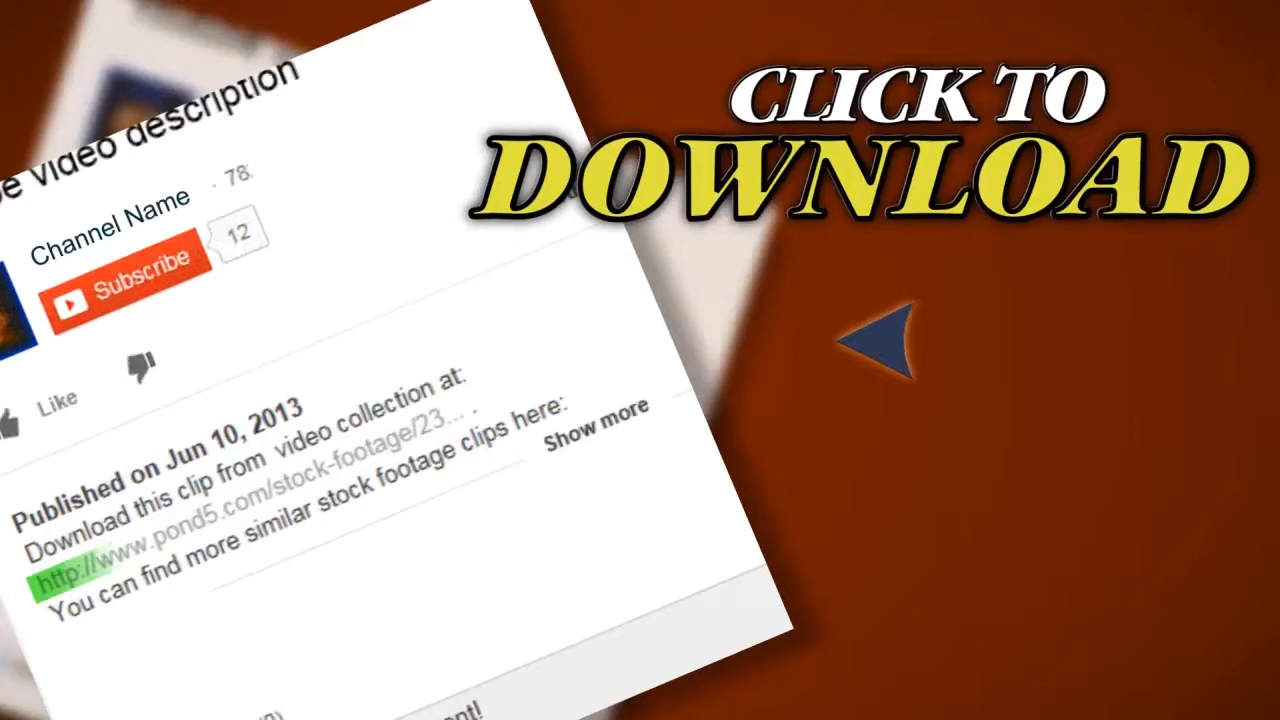 CLICK TO
DOWNLOAD
video description
Channel Name
Subscribe
12
Like
Published on Jun 10, 2013
Download this clip from video collection at:
http://www.pond5.com/stock-footage/23... .
You can find more similar stock footage clips here:
Show more